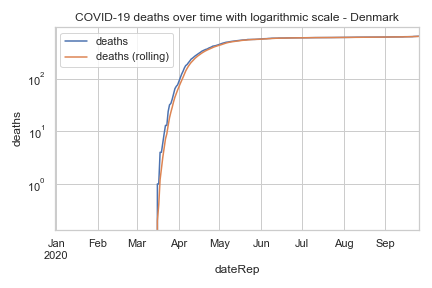 COVID-19 deaths over time with logarithmic scale - Denmark
deaths
deaths (rolling)
10²
10¹
10⁰
deaths
Jan Feb Mar Apr May Jun Jul Aug Sep
2020
dateRep